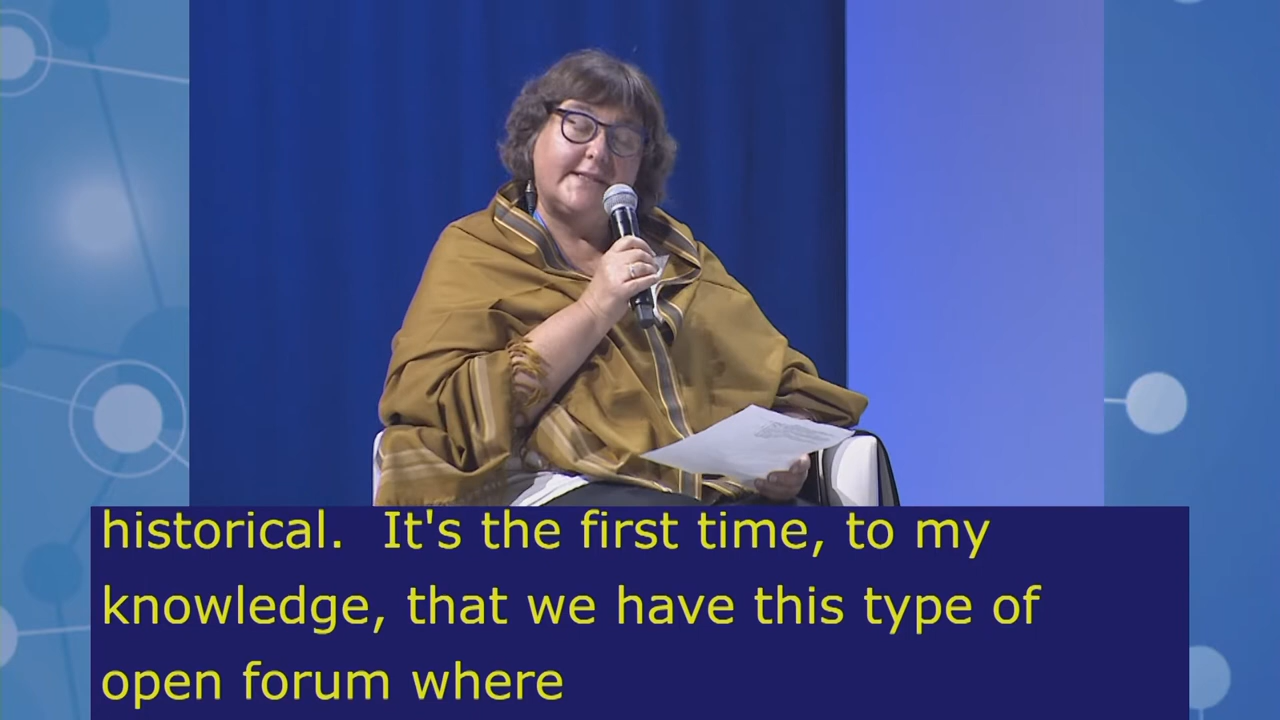 historical.  It's the first time, to my
knowledge, that we have this type of
open forum where